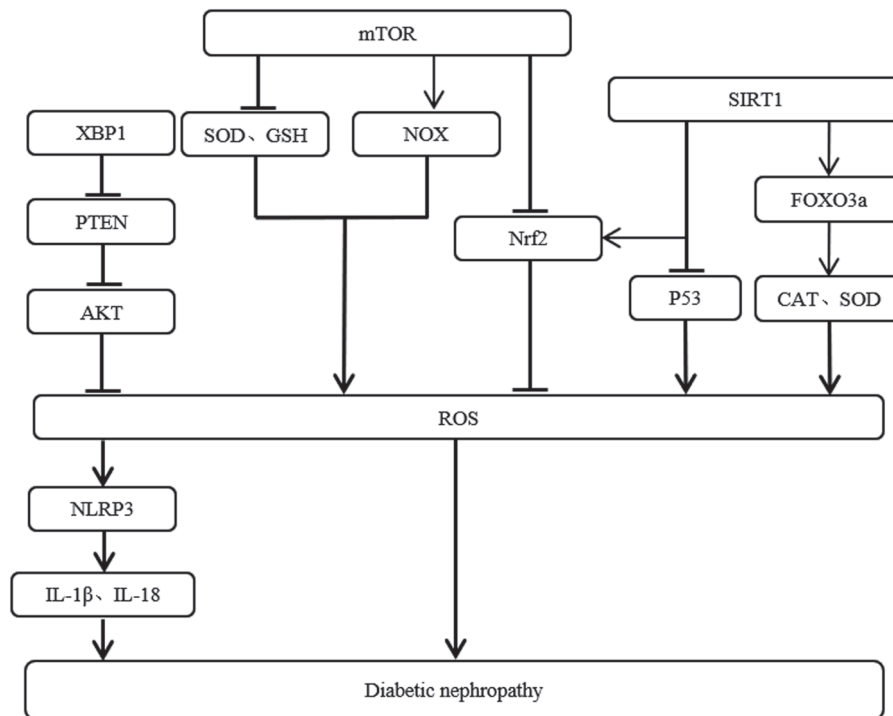 mTOR
SIRT1
XBP1
SOD、GSH
NOX
FOXO3a
PTEN
Nrf2
P53
CAT、SOD
AKT
ROS
NLRP3
IL-1β、IL-18
Diabetic nephropathy